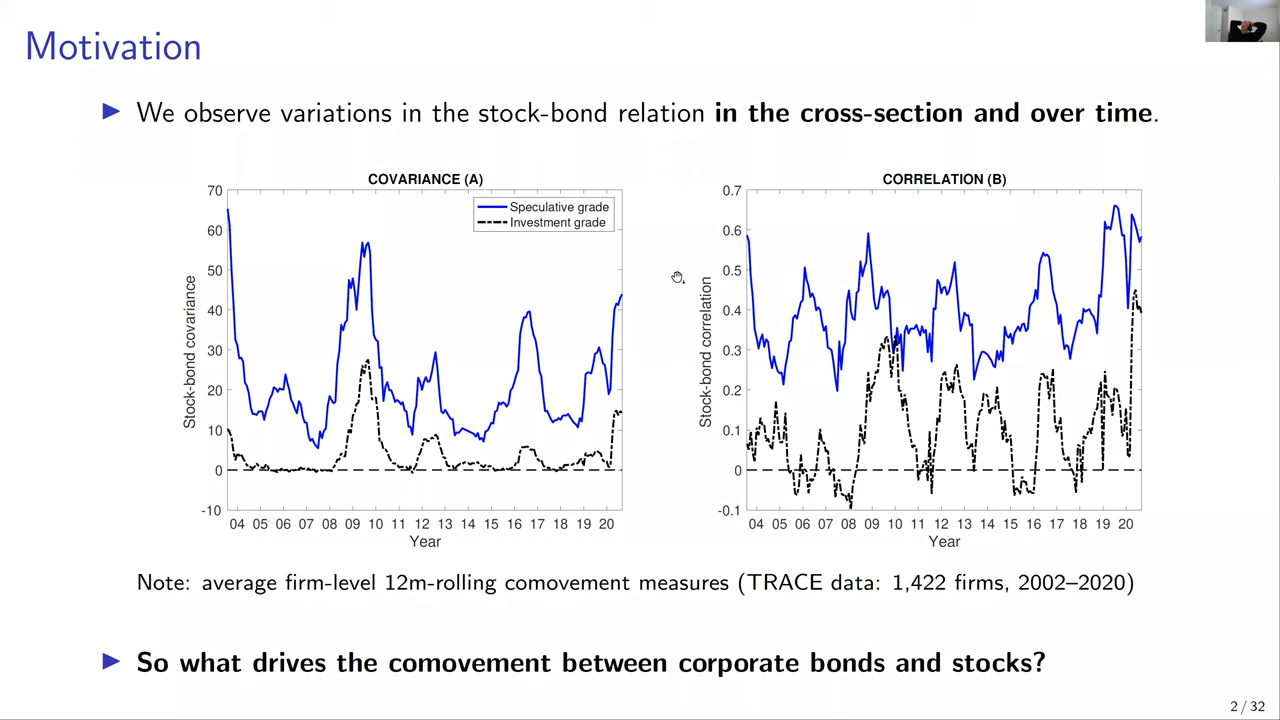 Motivation
▶ We observe variations in the stock-bond relation in the cross-section and over time.
COVARIANCE (A)
70
60
50
40
30
20
10
0
-10
Stock-bond covariance
Speculative grade
Investment grade
04 05 06 07 08 09 10 11 12 13 14 15 16 17 18 19 20
Year
CORRELATION (B)
0.7
0.6
0.5
0.4
0.3
0.2
0.1
0
-0.1
Stock-bond correlation
04 05 06 07 08 09 10 11 12 13 14 15 16 17 18 19 20
Year
Note: average firm-level 12m-rolling comovement measures (TRACE data: 1,422 firms, 2002–2020)
▶ So what drives the comovement between corporate bonds and stocks?
2 / 32